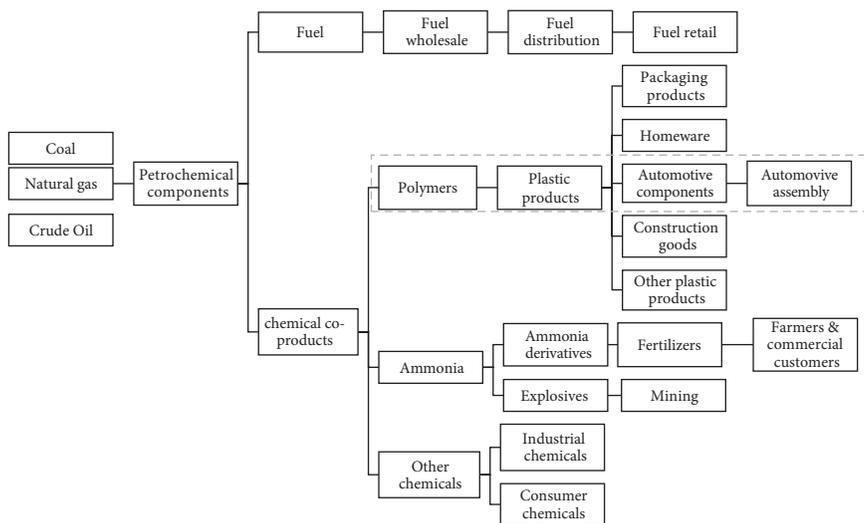 Fuel
Fuel
wholesale
Fuel
distribution
Fuel retail
Packaging
products
Homeware
Coal
Natural gas
Crude Oil
Petrochemical
components
Polymers
Plastic
products
Automotive
components
Automovive
assembly
Construction
goods
Other plastic
products
chemical co-
products
Ammonia
Ammonia
derivatives
Fertilizers
Farmers &
commercial
customers
Explosives
Mining
Other
chemicals
Industrial
chemicals
Consumer
chemicals